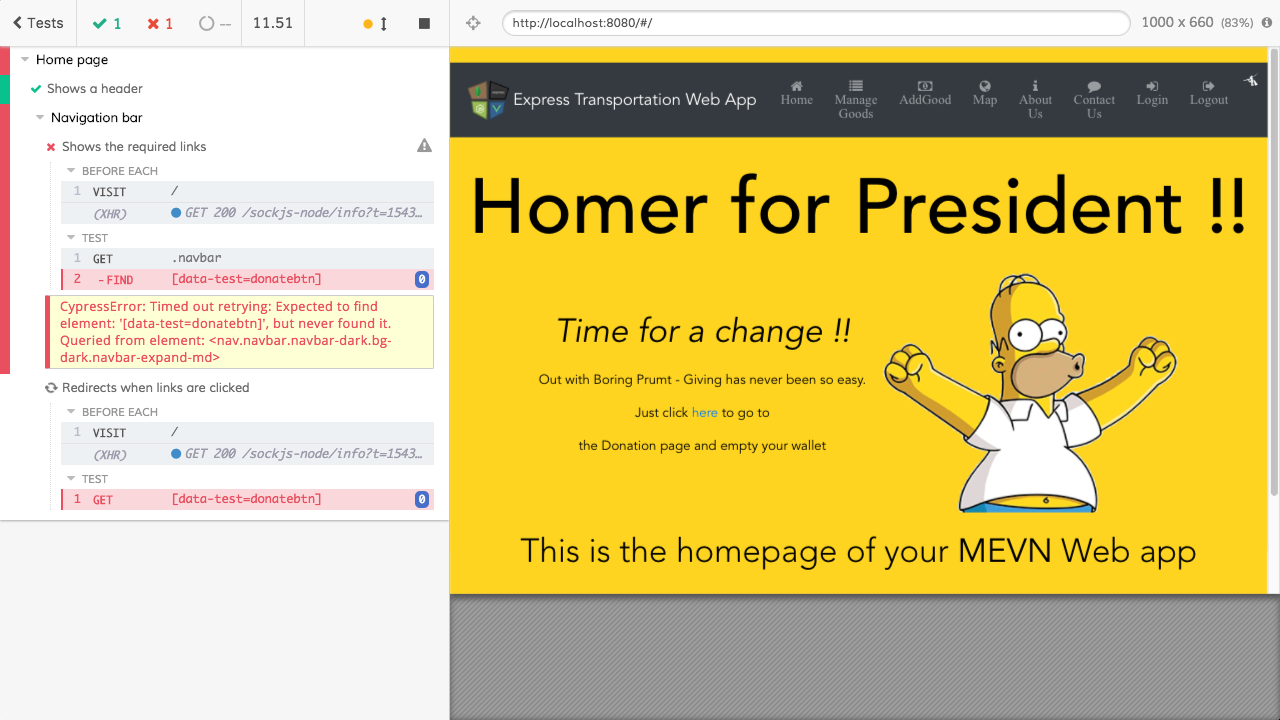 Tests
1
1
--
11.51
http://localhost:8080/#/
1000 x 660 (83%)
Home page
Shows a header
Navigation bar
Shows the required links
BEFORE EACH
1 VISIT /
(XHR) GET 200 /sockjs-node/info?t=1543…
TEST
1 GET .navbar
2 -FIND [data-test=donatebtn] 0
CypressError: Timed out retrying: Expected to find
element: '[data-test=donatebtn]', but never found it.
Queried from element: <nav.navbar.navbar-dark.bg-
dark.navbar-expand-md>
Redirects when links are clicked
BEFORE EACH
1 VISIT /
(XHR) GET 200 /sockjs-node/info?t=1543…
TEST
1 GET [data-test=donatebtn] 0
Express Transportation Web App
Home
Manage
Goods
AddGood
Map
About
Us
Contact
Us
Login
Logout
Homer for President !!
Time for a change !!
Out with Boring Prumt - Giving has never been so easy.
Just click here to go to
the Donation page and empty your wallet
This is the homepage of your MEVN Web app